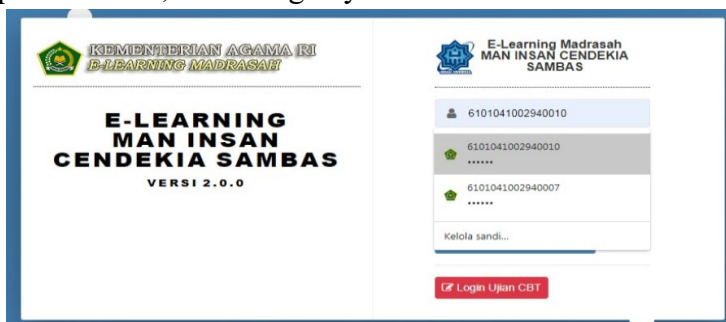 KEMENTERIAN AGAMA RI
E-LEARNING MADRASAH
E-LEARNING
MAN INSAN
CENDEKIA SAMBAS
VERSI 2.0.0
E-Learning Madrasah
MAN INSAN CENDEKIA
SAMBAS
6101041002940010
6101041002940010
••••••
6101041002940007
••••••
Kelola sandi...
Login Ujian CBT